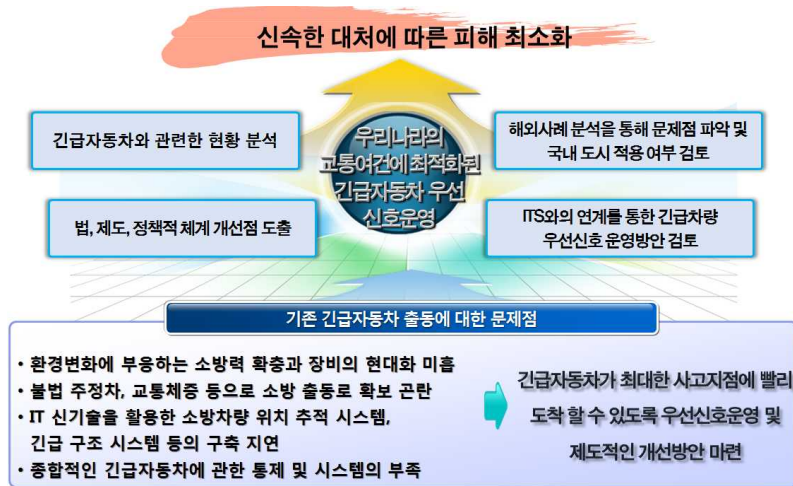 신속한 대처에 따른 피해 최소화
긴급자동차와 관련한 현황 분석
해외사례 분석을 통해 문제점 파악 및
국내 도시 적용 여부 검토
우리나라의
교통여건에 최적화된
긴급자동차 우선
신호운영
법, 제도, 정책적 체계 개선점 도출
ITS와의 연계를 통한 긴급차량
우선신호 운영방안 검토
기존 긴급자동차 출동에 대한 문제점
• 환경변화에 부응하는 소방력 확충과 장비의 현대화 미흡
• 불법 주정차, 교통체증 등으로 소방 출동로 확보 곤란
• IT 신기술을 활용한 소방차량 위치 추적 시스템,
긴급 구조 시스템 등의 구축 지연
• 종합적인 긴급자동차에 관한 통제 및 시스템의 부족
긴급자동차가 최대한 사고지점에 빨리
도착 할 수 있도록 우선신호운영 및
제도적인 개선방안 마련